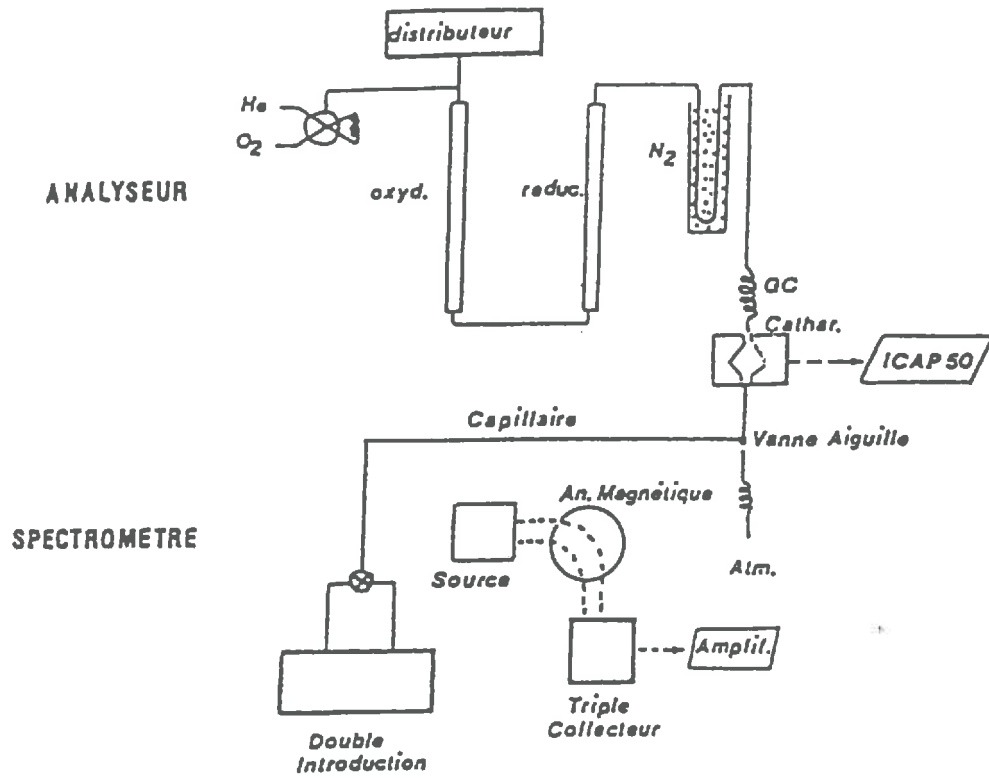 distributeur
He
O2
ANALYSEUR
oxyd.
reduc.
N2
GC
Cathar.
ICAP 50
Capillaire
Vanne Aiguille
An. Magnétique
SPECTROMETRE
Source
Atm.
Amplif.
Triple
Collecteur
Double
Introduction